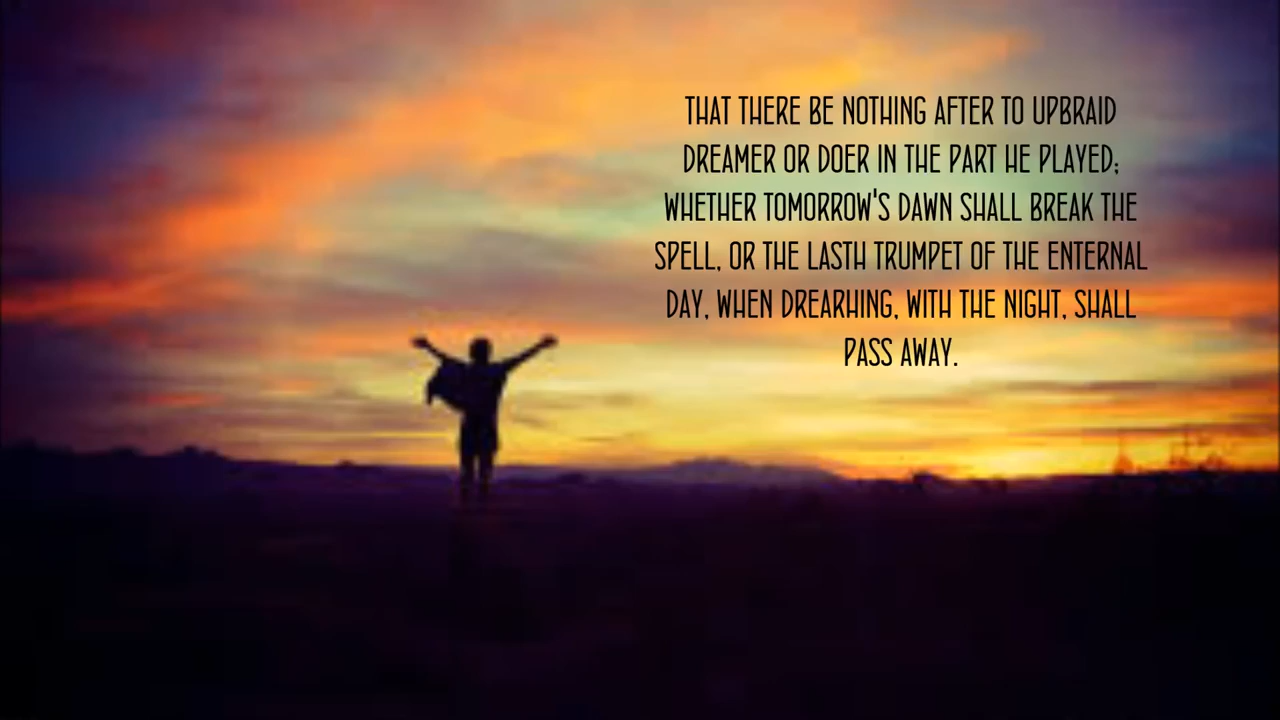 THAT THERE BE NOTHING AFTER TO UPBRAID
DREAMER OR DOER IN THE PART HE PLAYED;
WHETHER TOMORROW'S DAWN SHALL BREAK THE
SPELL, OR THE LASTH TRUMPET OF THE ENTERNAL
DAY, WHEN DREARHING, WITH THE NIGHT, SHALL
PASS AWAY.